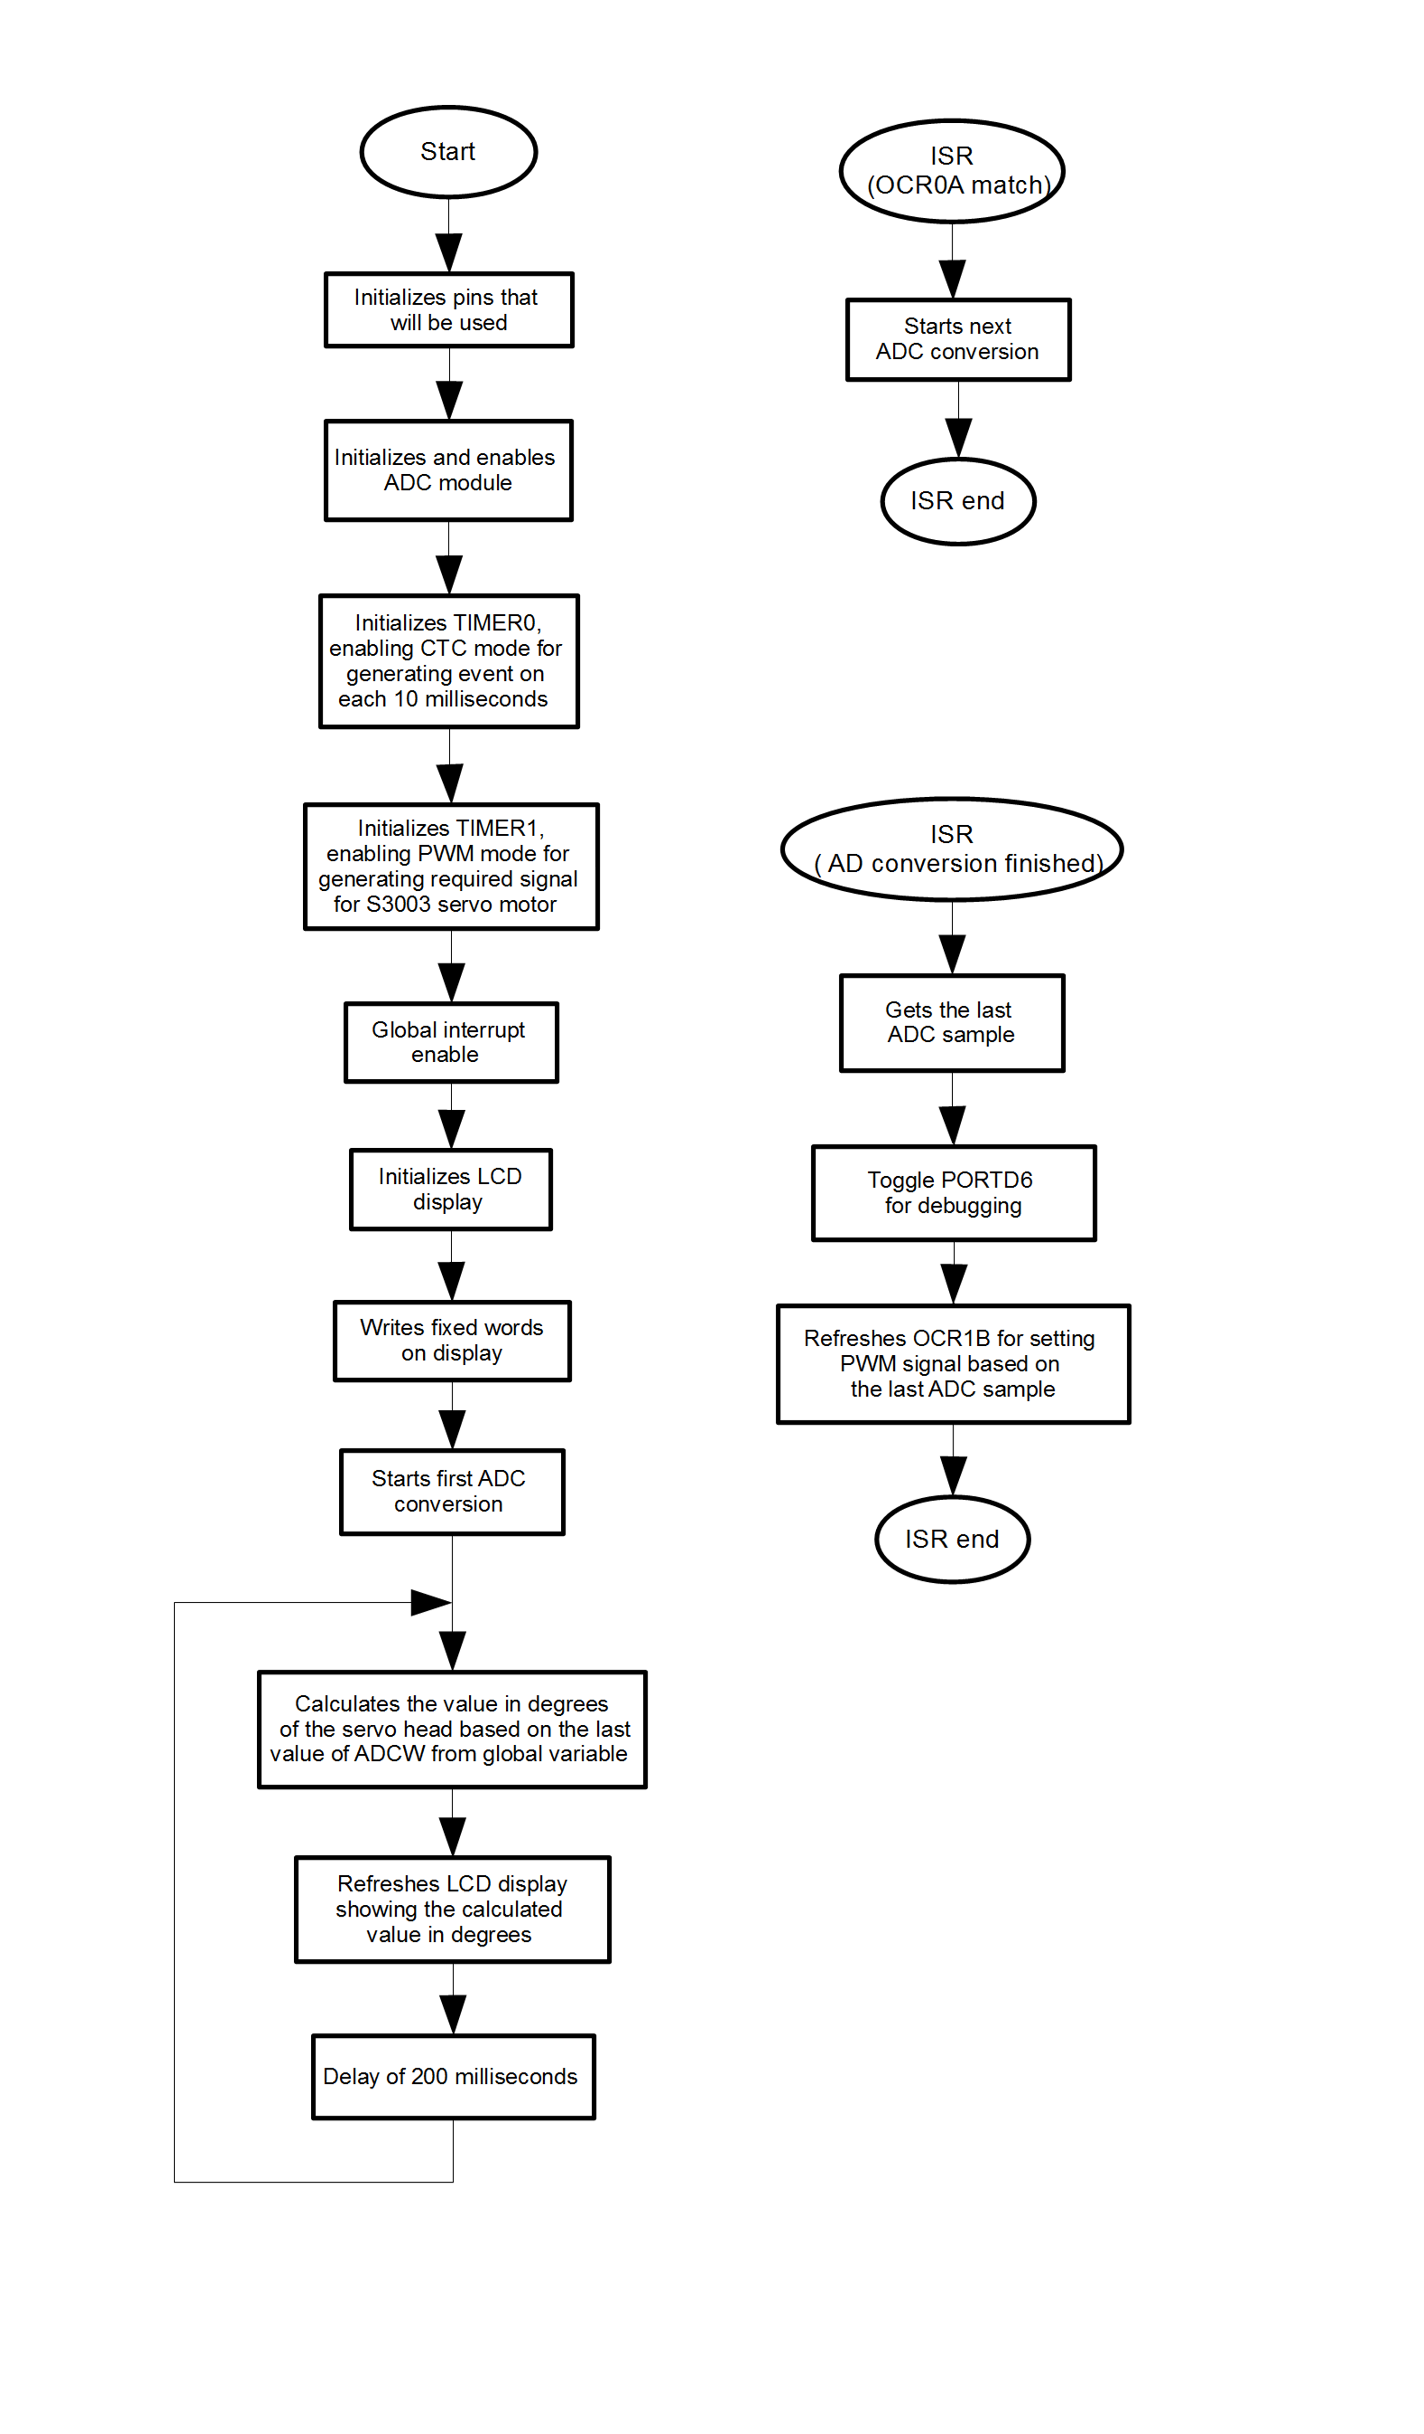 Start
Initializes pins that
will be used
Initializes and enables
ADC module
Initializes TIMER0,
enabling CTC mode for
generating event on
each 10 milliseconds
Initializes TIMER1,
enabling PWM mode for
generating required signal
for S3003 servo motor
Global interrupt
enable
Initializes LCD
display
Writes fixed words
on display
Starts first ADC
conversion
Calculates the value in degrees
of the servo head based on the last
value of ADCW from global variable
Refreshes LCD display
showing the calculated
value in degrees
Delay of 200 milliseconds
ISR
(OCR0A match)
Starts next
ADC conversion
ISR end
ISR
( AD conversion finished)
Gets the last
ADC sample
Toggle PORTD6
for debugging
Refreshes OCR1B for setting
PWM signal based on
the last ADC sample
ISR end